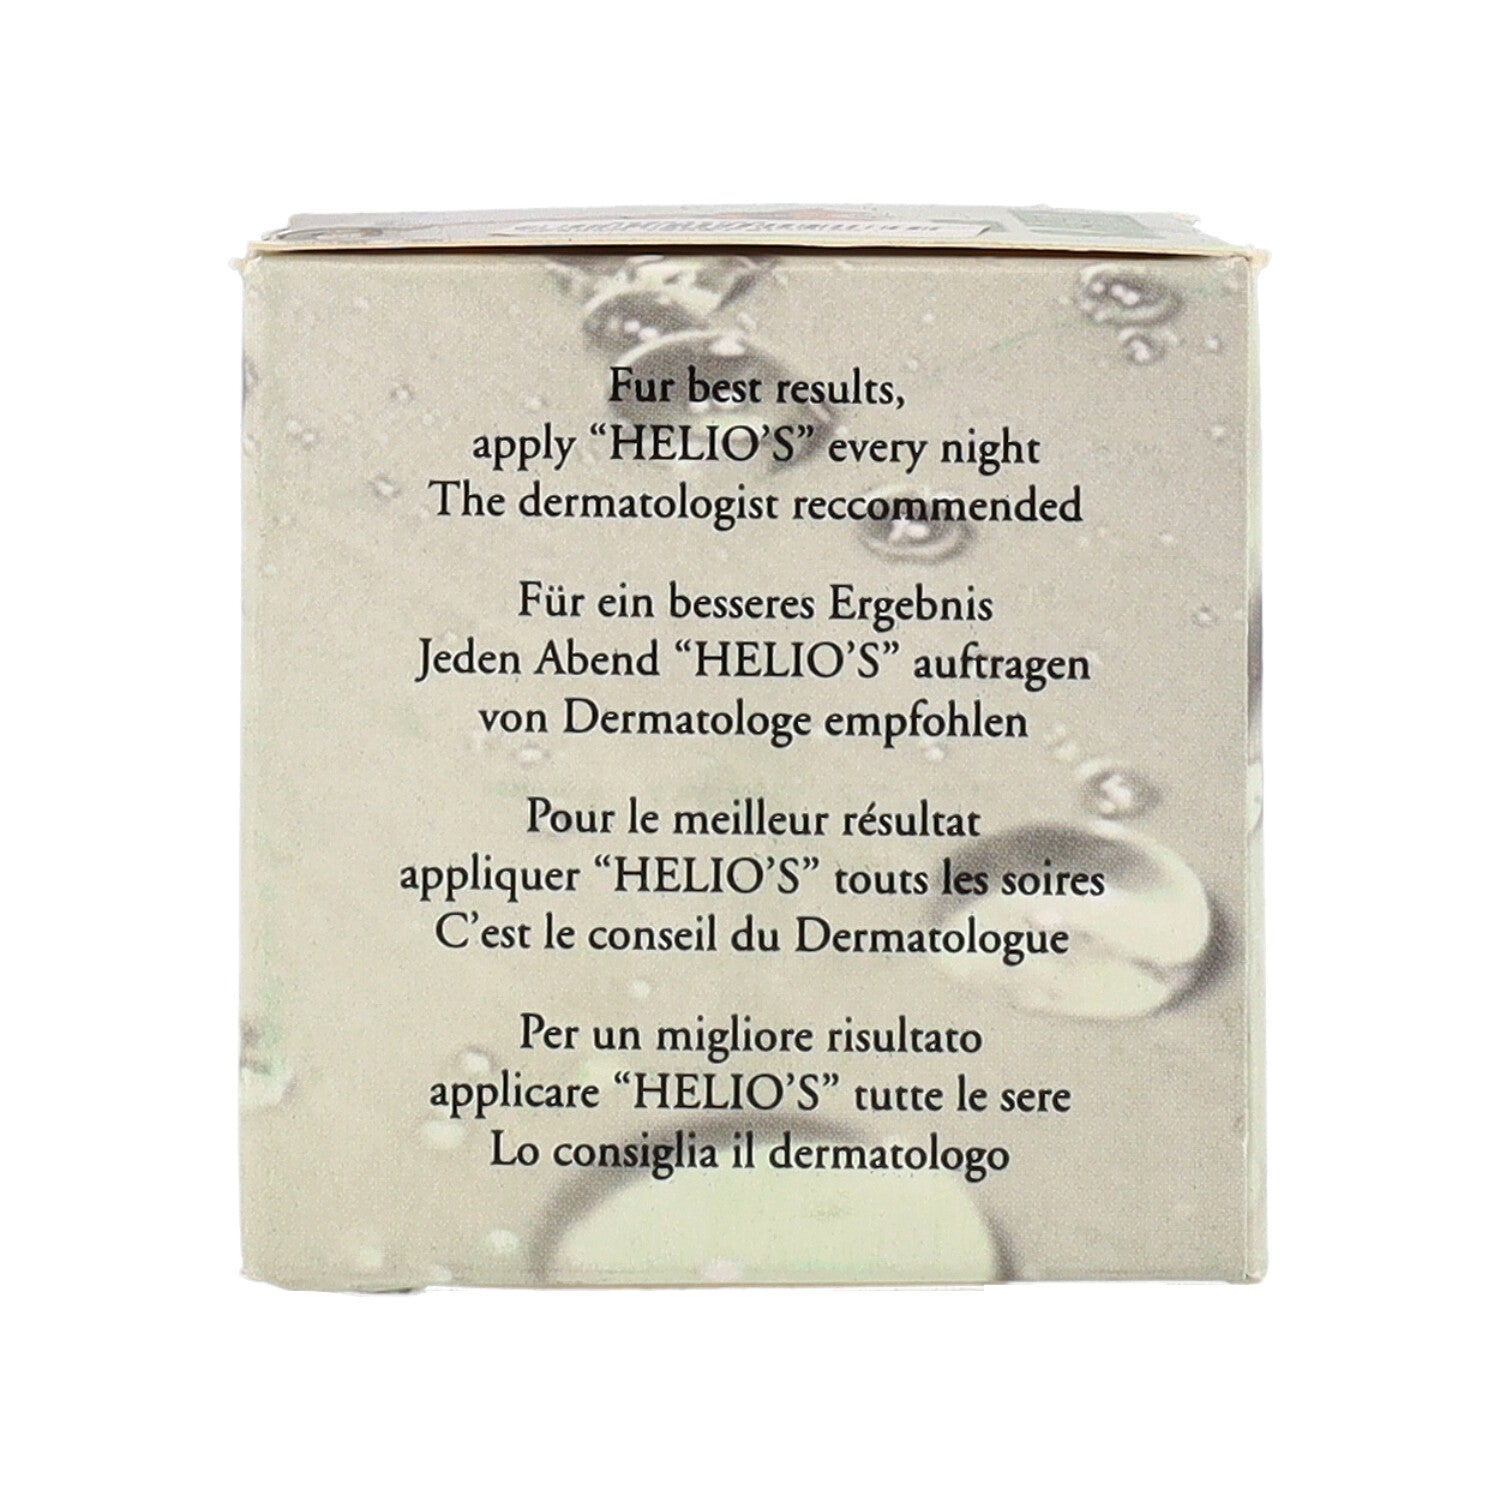 Fur best results,
apply “HELIO’S” every night
The dermatologist reccommended
Für ein besseres Ergebnis
Jeden Abend “HELIO’S” auftragen
von Dermatologe empfohlen
Pour le meilleur résultat
appliquer “HELIO’S” touts les soires
C’est le conseil du Dermatologue
Per un migliore risultato
applicare “HELIO’S” tutte le sere
Lo consiglia il dermatologo